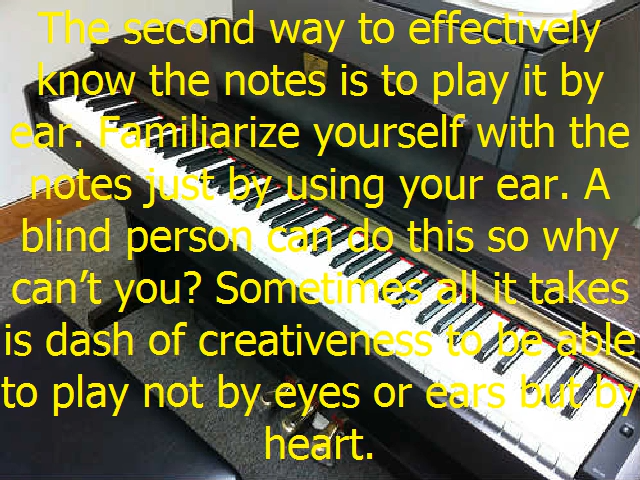 The second way to effectively
know the notes is to play it by
ear. Familiarize yourself with the
notes just by using your ear. A
blind person can do this so why
can’t you? Sometimes all it takes
is dash of creativeness to be able
to play not by eyes or ears but by
heart.